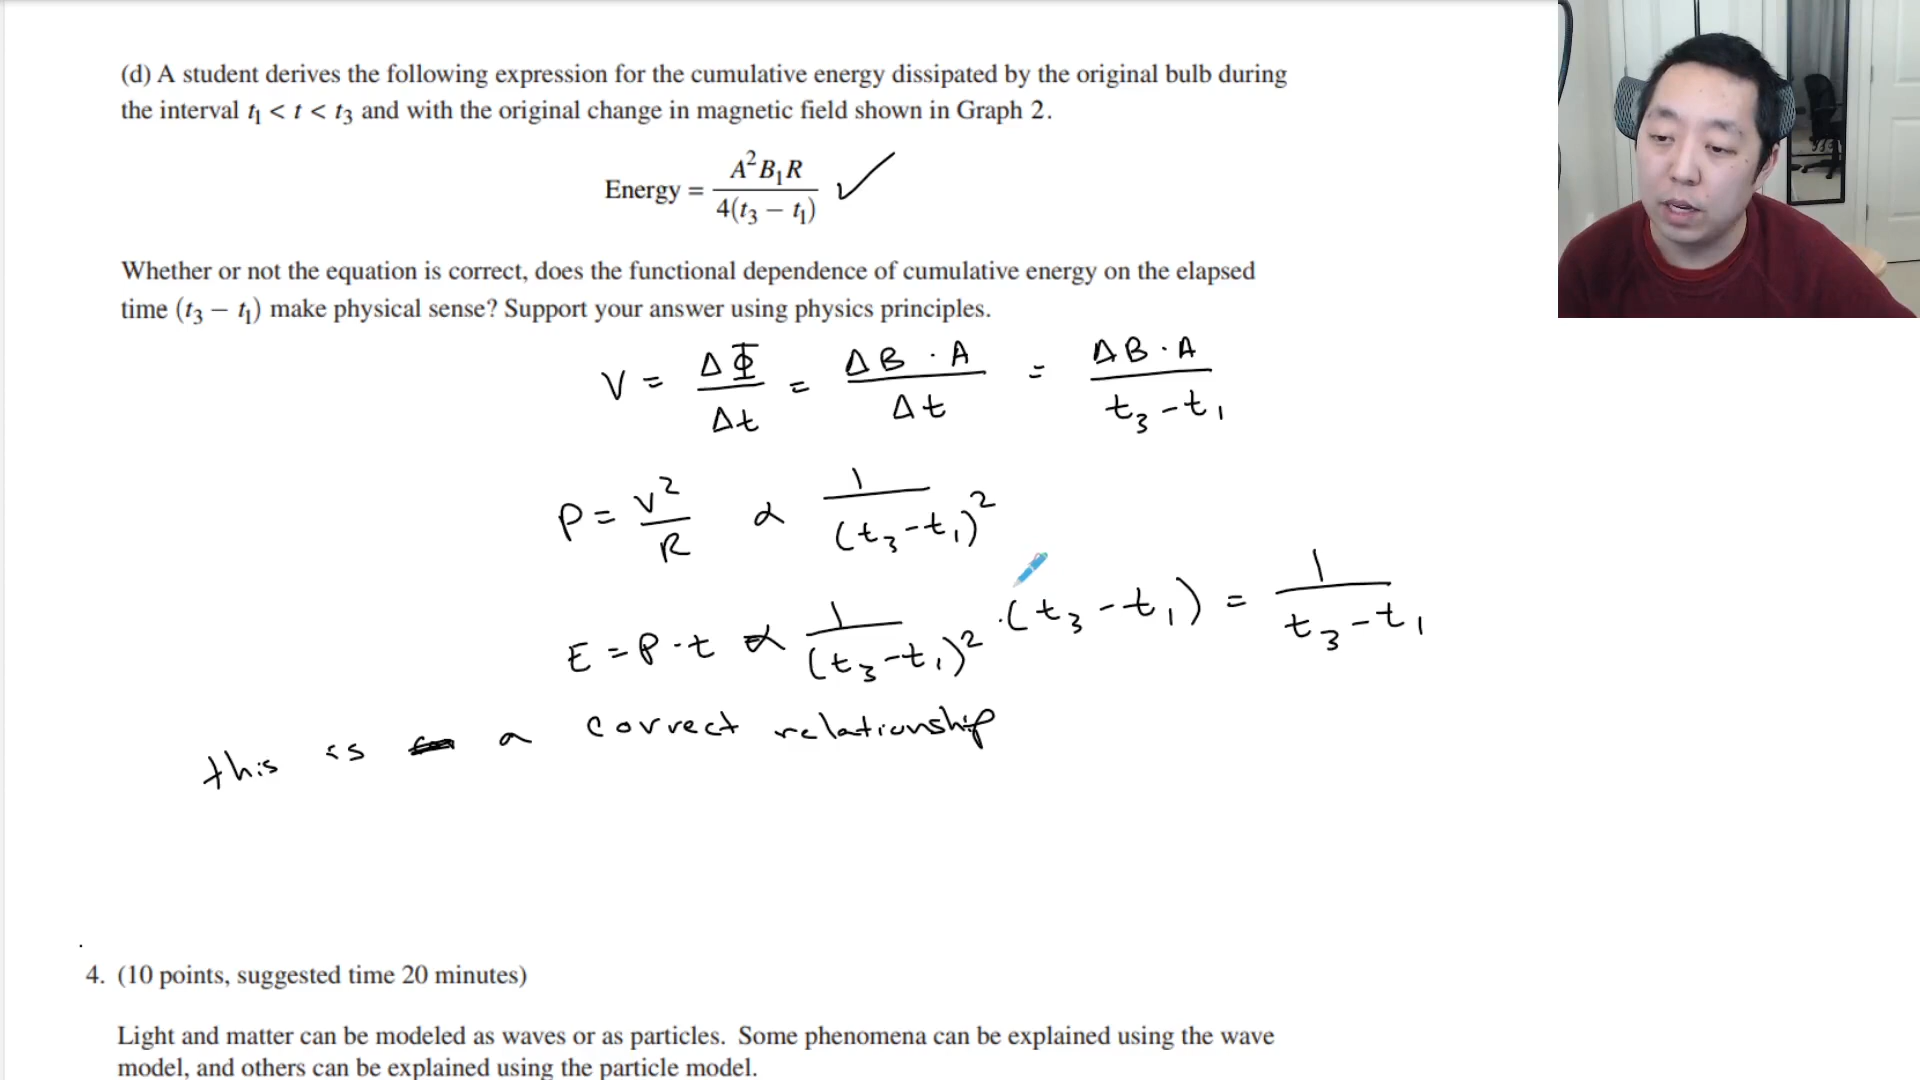 (d) A student derives the following expression for the cumulative energy dissipated by the original bulb during
the interval t₁ < t < t₃ and with the original change in magnetic field shown in Graph 2.
Energy = A²B₁R / 4(t₃ − t₁) ✓
Whether or not the equation is correct, does the functional dependence of cumulative energy on the elapsed
time (t₃ − t₁) make physical sense? Support your answer using physics principles.
V = ΔΦ / Δt = ΔB · A / Δt = ΔB · A / t₃ - t₁
P = V² / R ∝ 1 / (t₃ - t₁)²
E = P · t ∝ 1 / (t₃ - t₁)² · (t₃ - t₁) = 1 / t₃ - t₁
this is a correct relationship
4. (10 points, suggested time 20 minutes)
Light and matter can be modeled as waves or as particles. Some phenomena can be explained using the wave
model, and others can be explained using the particle model.